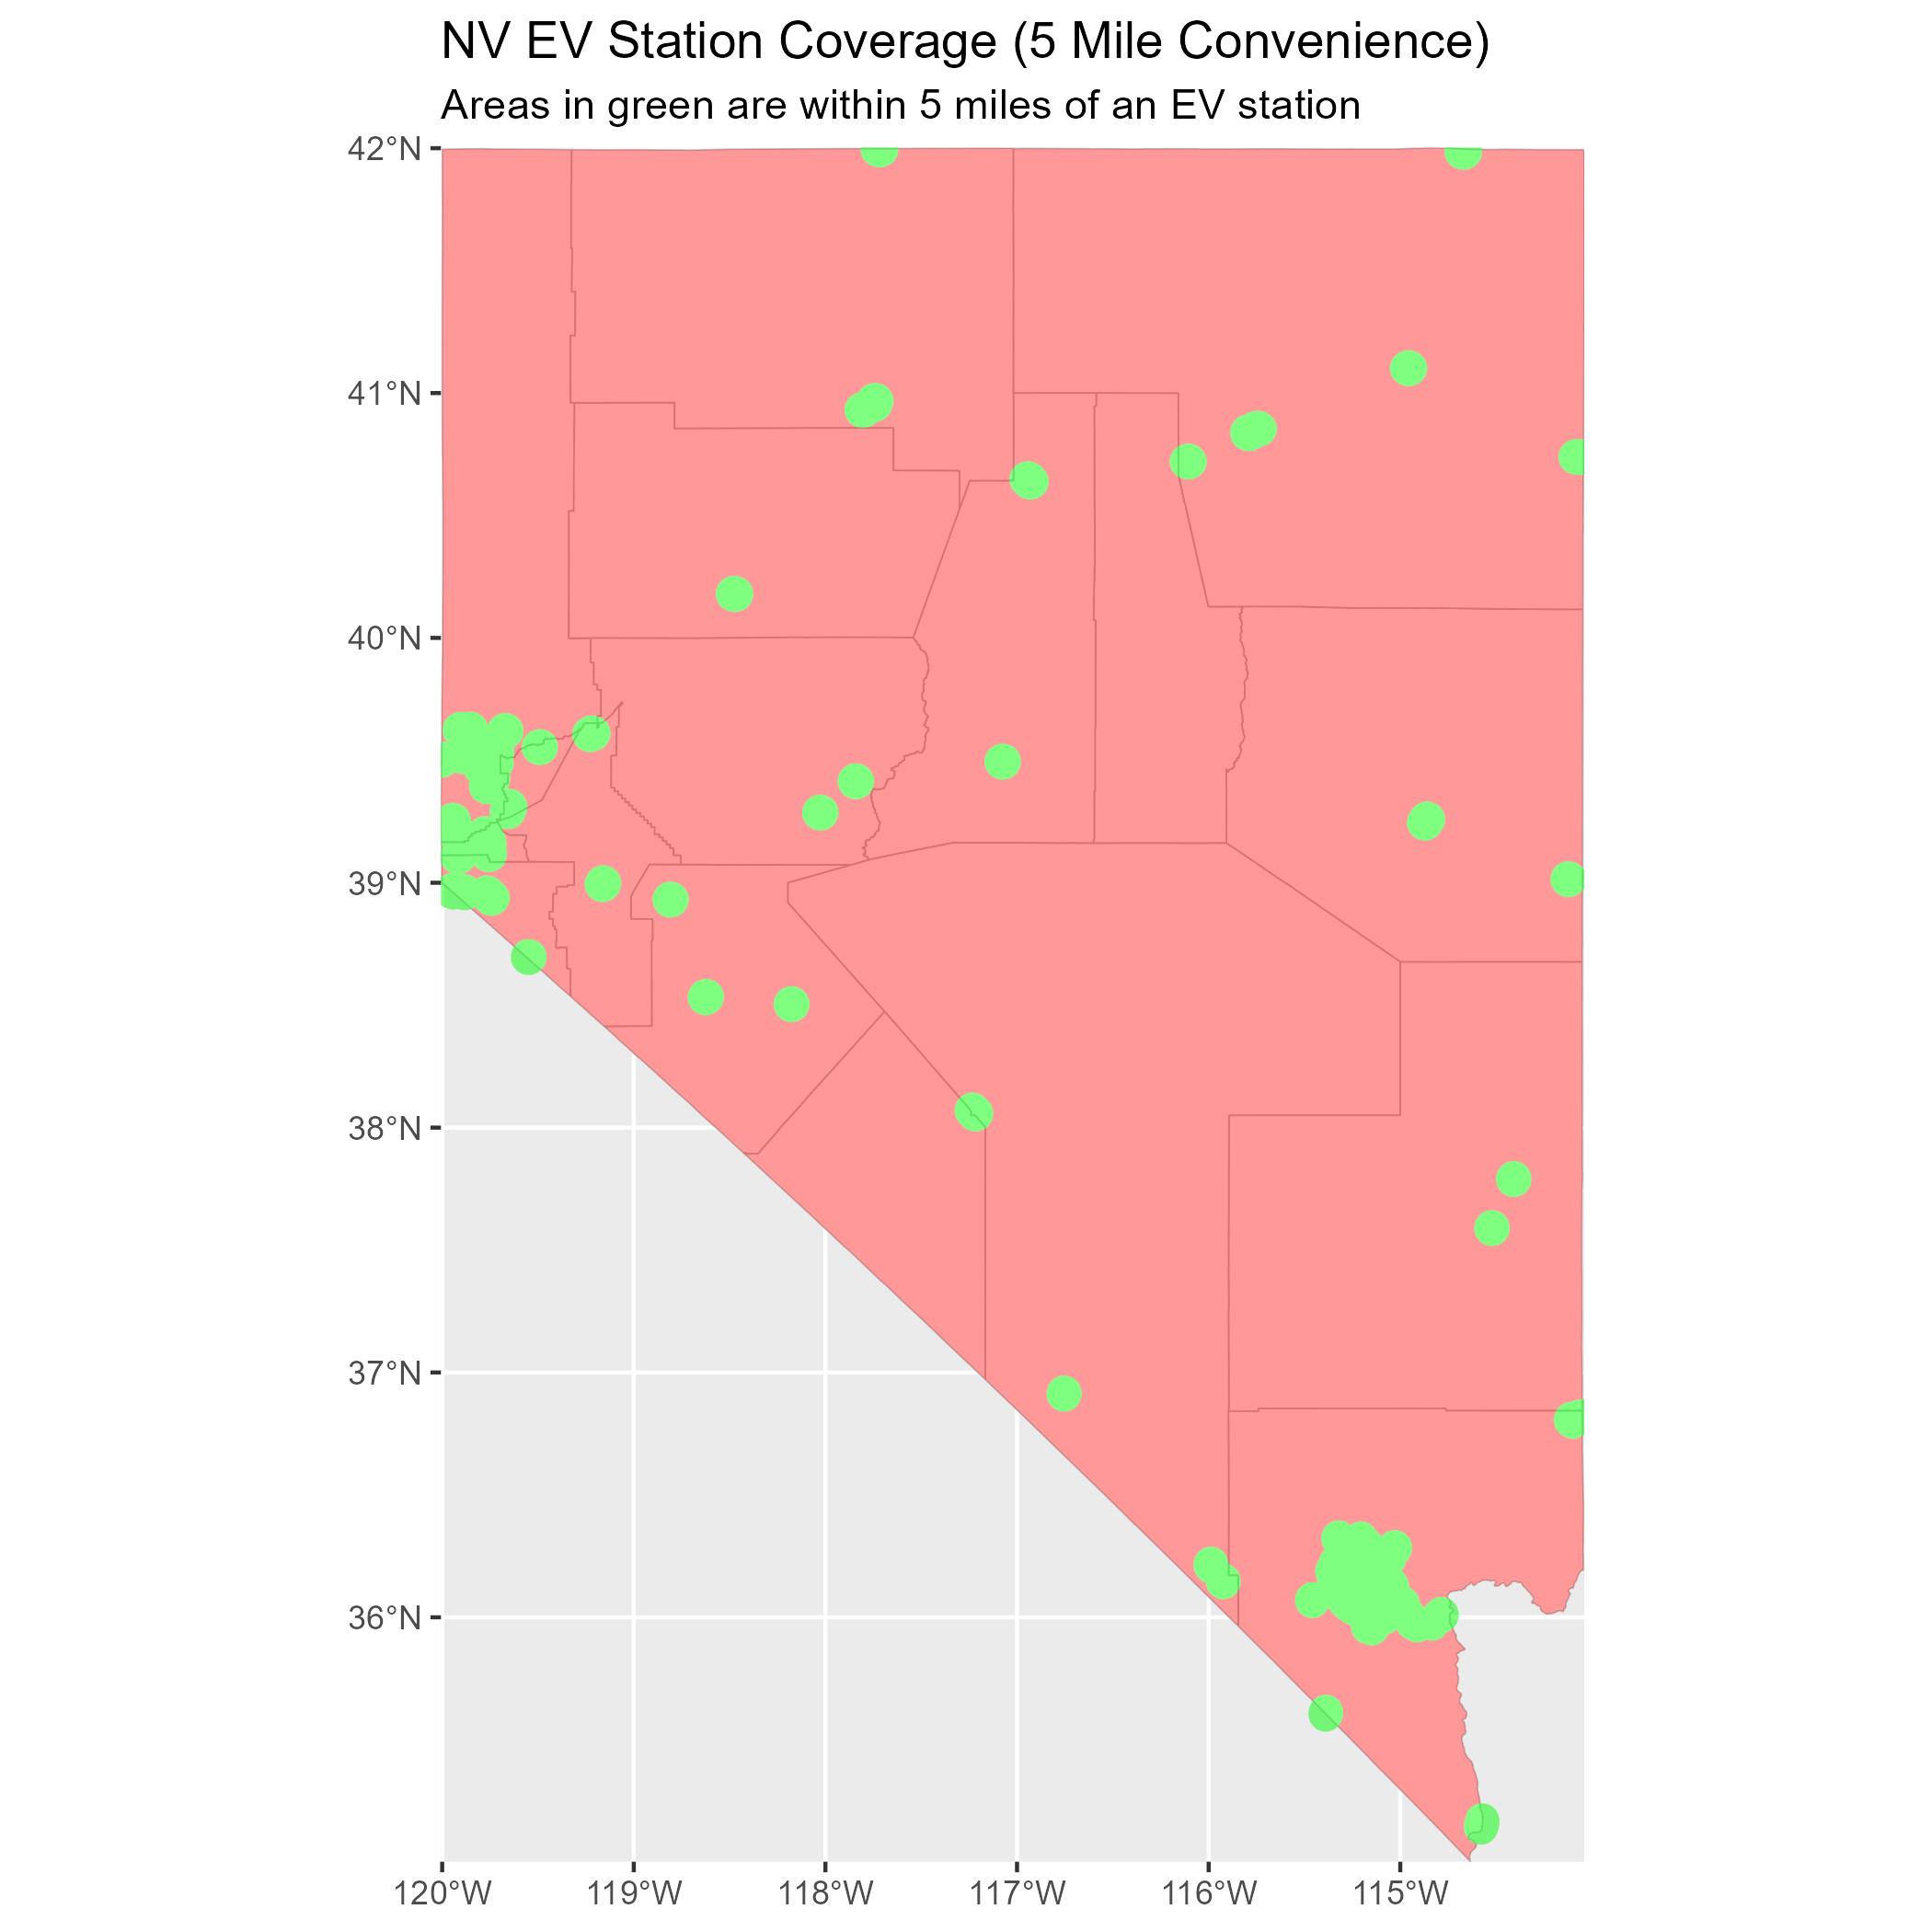 NV EV Station Coverage (5 Mile Convenience)
Areas in green are within 5 miles of an EV station
42°N
41°N
40°N
39°N
38°N
37°N
36°N
120°W 119°W 118°W 117°W 116°W 115°W